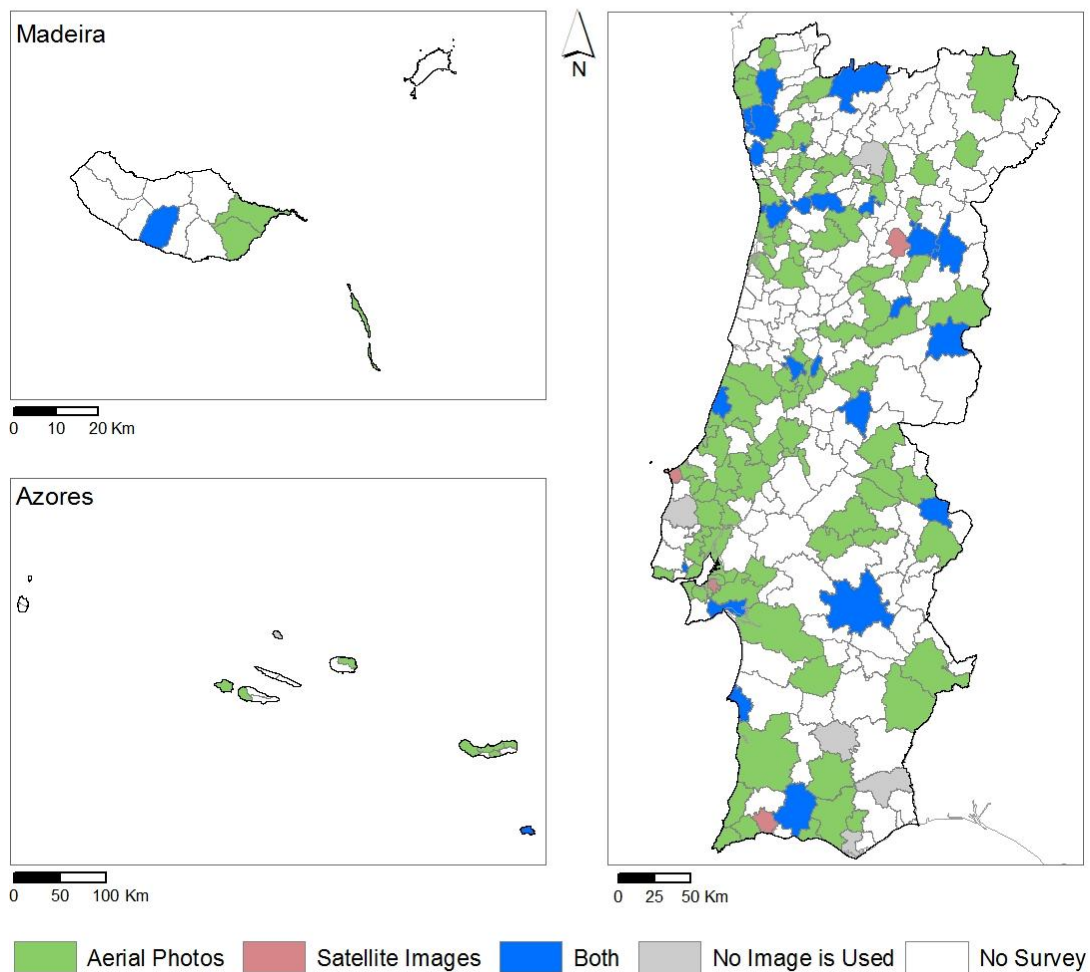 Madeira
N
0 10 20 Km
Azores
0 50 100 Km
0 25 50 Km
Aerial Photos Satellite Images Both No Image is Used No Survey